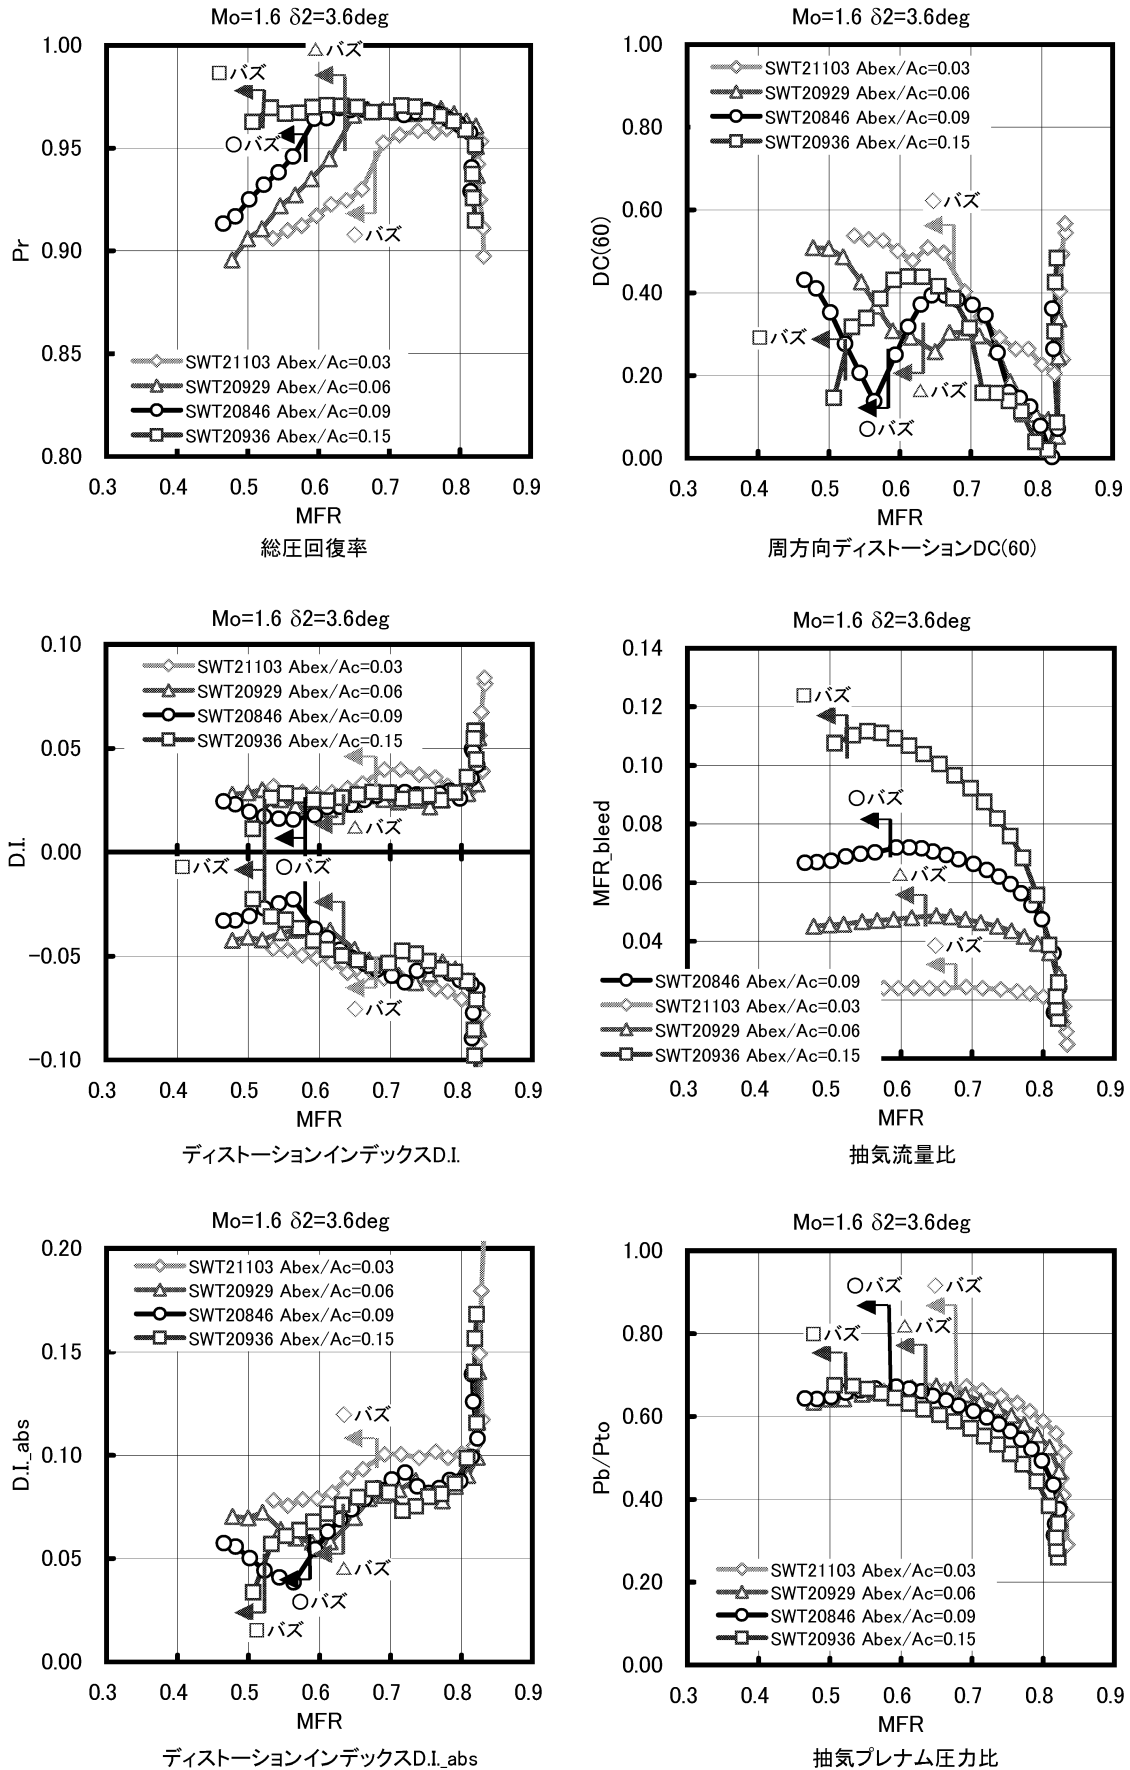 Mo=1.6 δ2=3.6deg
1.00
0.95
0.90
0.85
0.80
Pr
△バズ
□バズ
○バズ
◇バズ
SWT21103 Abex/Ac=0.03
SWT20929 Abex/Ac=0.06
SWT20846 Abex/Ac=0.09
SWT20936 Abex/Ac=0.15
0.3 0.4 0.5 0.6 0.7 0.8 0.9
MFR
総圧回復率
Mo=1.6 δ2=3.6deg
1.00
0.80
0.60
0.40
0.20
0.00
DC(60)
SWT21103 Abex/Ac=0.03
SWT20929 Abex/Ac=0.06
SWT20846 Abex/Ac=0.09
SWT20936 Abex/Ac=0.15
◇バズ
□バズ
△バズ
○バズ
0.3 0.4 0.5 0.6 0.7 0.8 0.9
MFR
周方向ディストーションDC(60)
Mo=1.6 δ2=3.6deg
0.10
0.05
0.00
−0.05
−0.10
D.I.
SWT21103 Abex/Ac=0.03
SWT20929 Abex/Ac=0.06
SWT20846 Abex/Ac=0.09
SWT20936 Abex/Ac=0.15
△バズ
□バズ
○バズ
◇バズ
0.3 0.4 0.5 0.6 0.7 0.8 0.9
MFR
ディストーションインデックスD.I.
Mo=1.6 δ2=3.6deg
0.14
0.12
0.10
0.08
0.06
0.04
MFR_bleed
□バズ
○バズ
△バズ
◇バズ
SWT20846 Abex/Ac=0.09
SWT21103 Abex/Ac=0.03
SWT20929 Abex/Ac=0.06
SWT20936 Abex/Ac=0.15
0.3 0.4 0.5 0.6 0.7 0.8 0.9
MFR
抽気流量比
Mo=1.6 δ2=3.6deg
0.20
0.15
0.10
0.05
0.00
D.I._abs
SWT21103 Abex/Ac=0.03
SWT20929 Abex/Ac=0.06
SWT20846 Abex/Ac=0.09
SWT20936 Abex/Ac=0.15
◇バズ
△バズ
○バズ
□バズ
0.3 0.4 0.5 0.6 0.7 0.8 0.9
MFR
ディストーションインデックスD.I._abs
Mo=1.6 δ2=3.6deg
1.00
0.80
0.60
0.40
0.20
0.00
Pb/Pto
○バズ
◇バズ
△バズ
□バズ
SWT21103 Abex/Ac=0.03
SWT20929 Abex/Ac=0.06
SWT20846 Abex/Ac=0.09
SWT20936 Abex/Ac=0.15
0.3 0.4 0.5 0.6 0.7 0.8 0.9
MFR
抽気プレナム圧力比